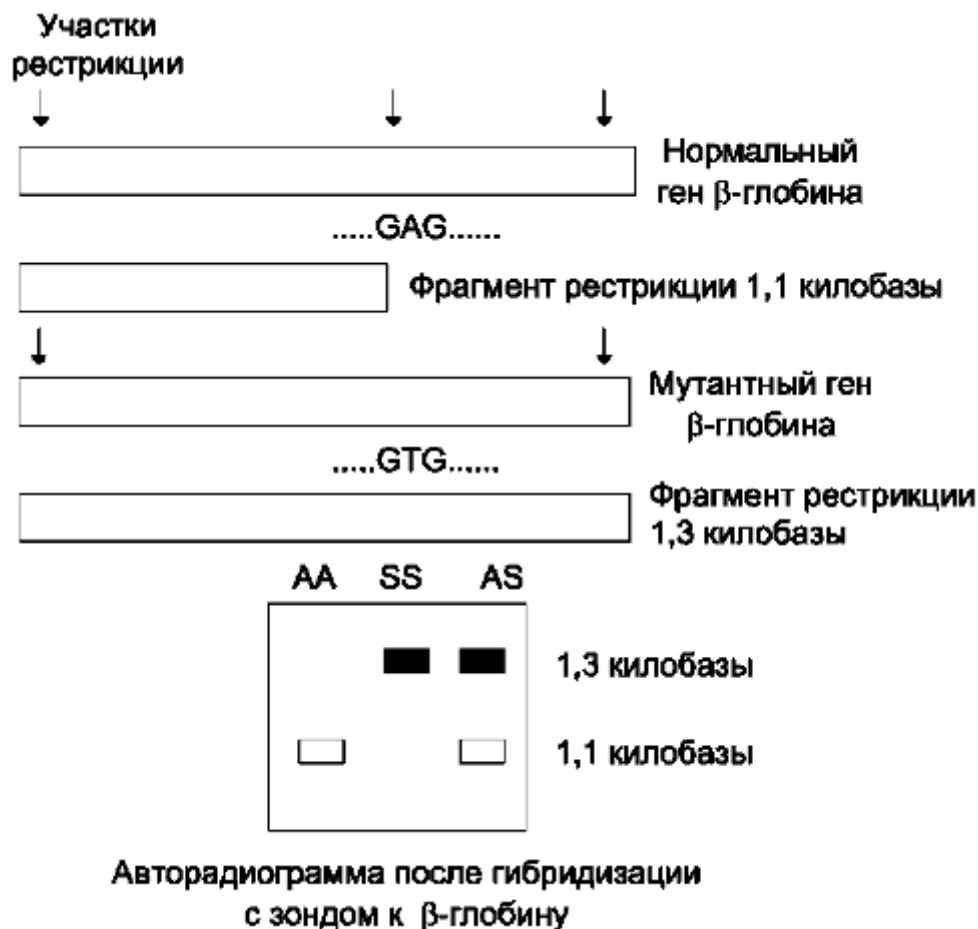 Участки
рестрикции
Нормальный
ген β-глобина
.....GAG......
Фрагмент рестрикции 1,1 килобазы
Мутантный ген
β-глобина
.....GTG......
Фрагмент рестрикции
1,3 килобазы
AA SS AS
1,3 килобазы
1,1 килобазы
Авторадиограмма после гибридизации
с зондом к β-глобину